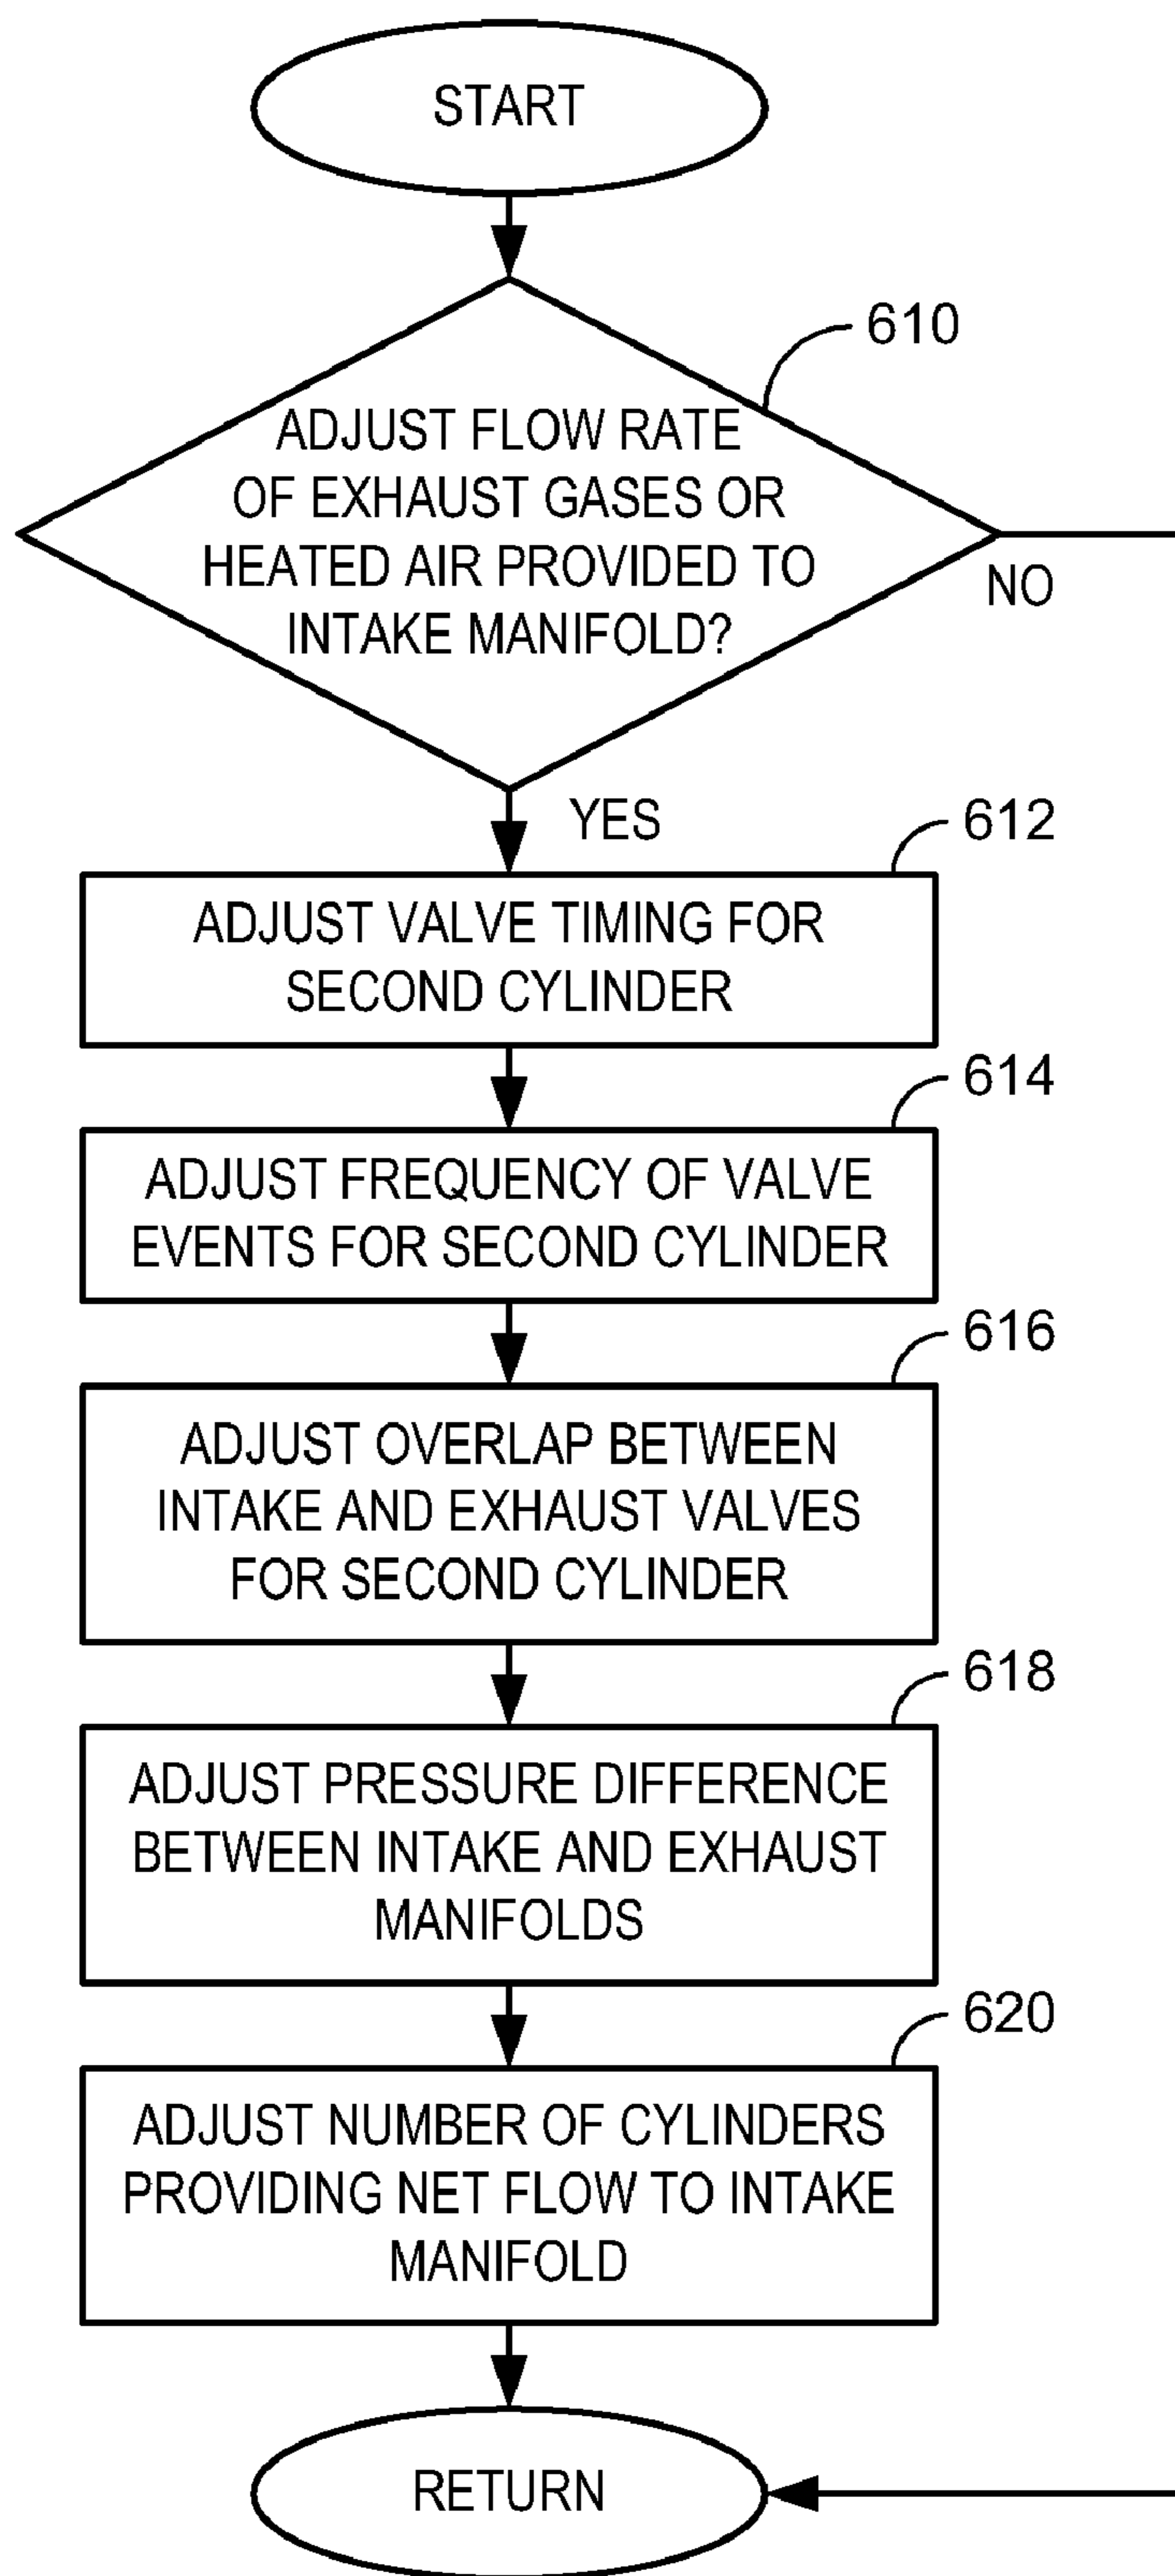 START
610
ADJUST FLOW RATE
OF EXHAUST GASES OR
HEATED AIR PROVIDED TO
INTAKE MANIFOLD?
NO
YES
612
ADJUST VALVE TIMING FOR
SECOND CYLINDER
614
ADJUST FREQUENCY OF VALVE
EVENTS FOR SECOND CYLINDER
616
ADJUST OVERLAP BETWEEN
INTAKE AND EXHAUST VALVES
FOR SECOND CYLINDER
618
ADJUST PRESSURE DIFFERENCE
BETWEEN INTAKE AND EXHAUST
MANIFOLDS
620
ADJUST NUMBER OF CYLINDERS
PROVIDING NET FLOW TO INTAKE
MANIFOLD
RETURN